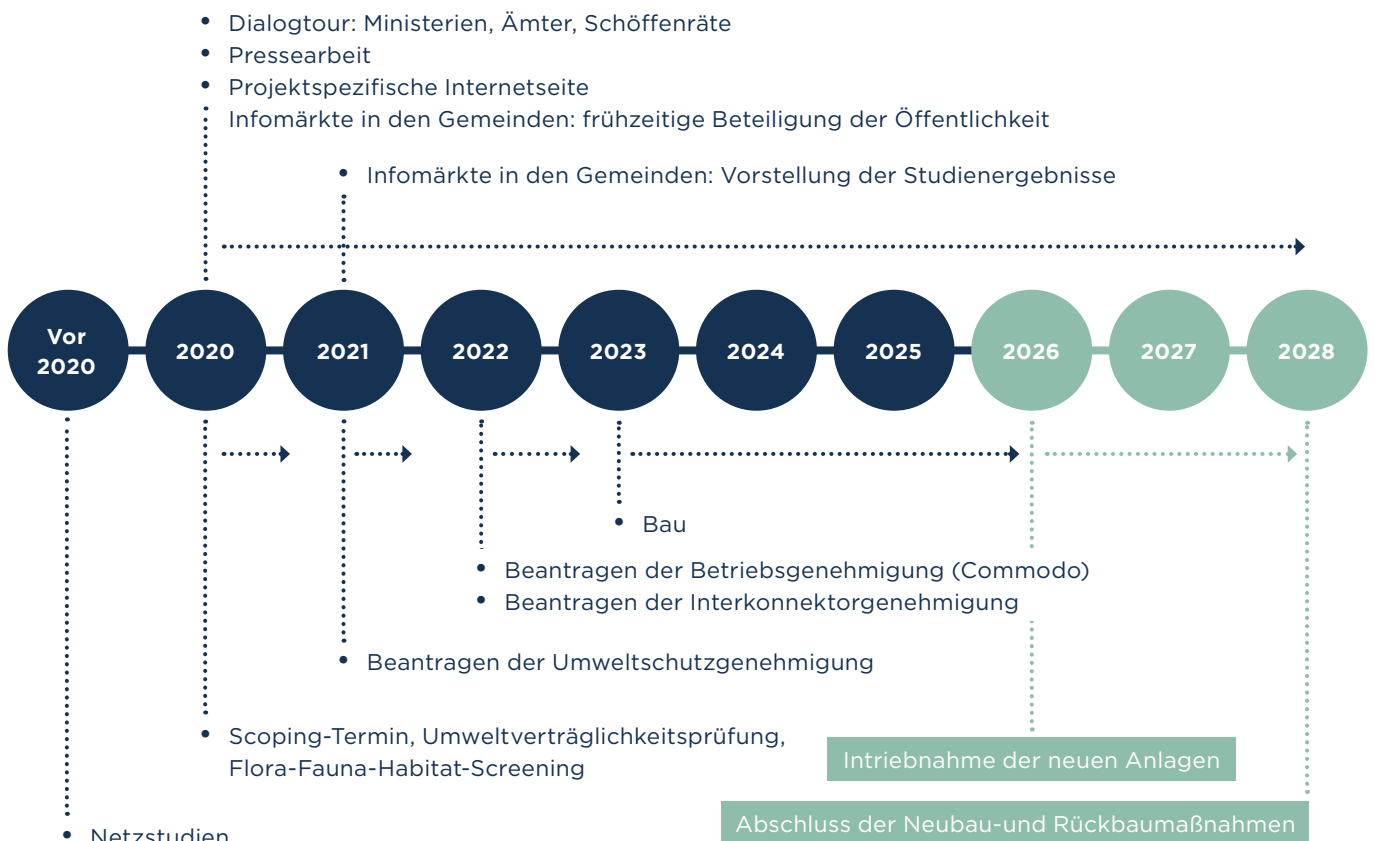 Dialogtour: Ministerien, Ämter, Schöffenräte
Pressearbeit
Projektspezifische Internetseite
Infomärkte in den Gemeinden: frühzeitige Beteiligung der Öffentlichkeit
Infomärkte in den Gemeinden: Vorstellung der Studienergebnisse
Vor
2020
2020
2021
2022
2023
2024
2025
2026
2027
2028
Bau
Beantragen der Betriebsgenehmigung (Commodo)
Beantragen der Interkonnektorgenehmigung
Beantragen der Umweltschutzgenehmigung
Scoping-Termin, Umweltverträglichkeitsprüfung,
Flora-Fauna-Habitat-Screening
Intriebnahme der neuen Anlagen
Abschluss der Neubau-und Rückbaumaßnahmen
Netzstudien